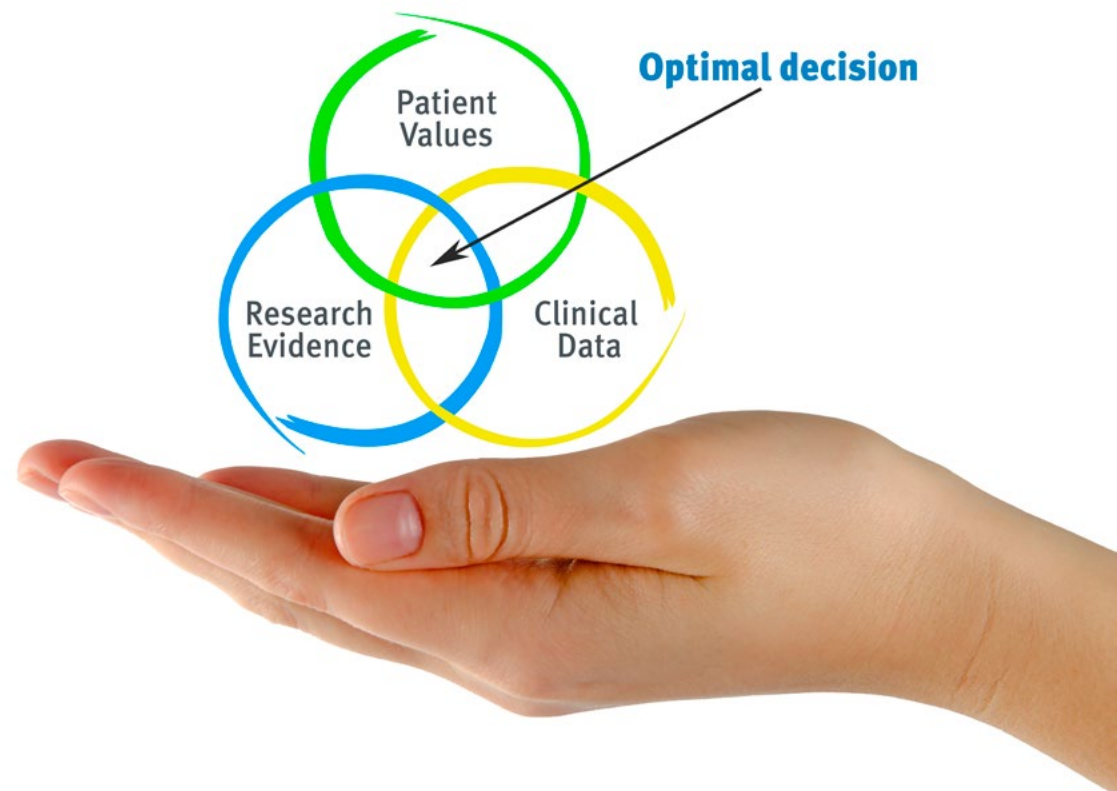 Optimal decision
Patient
Values
Research
Evidence
Clinical
Data